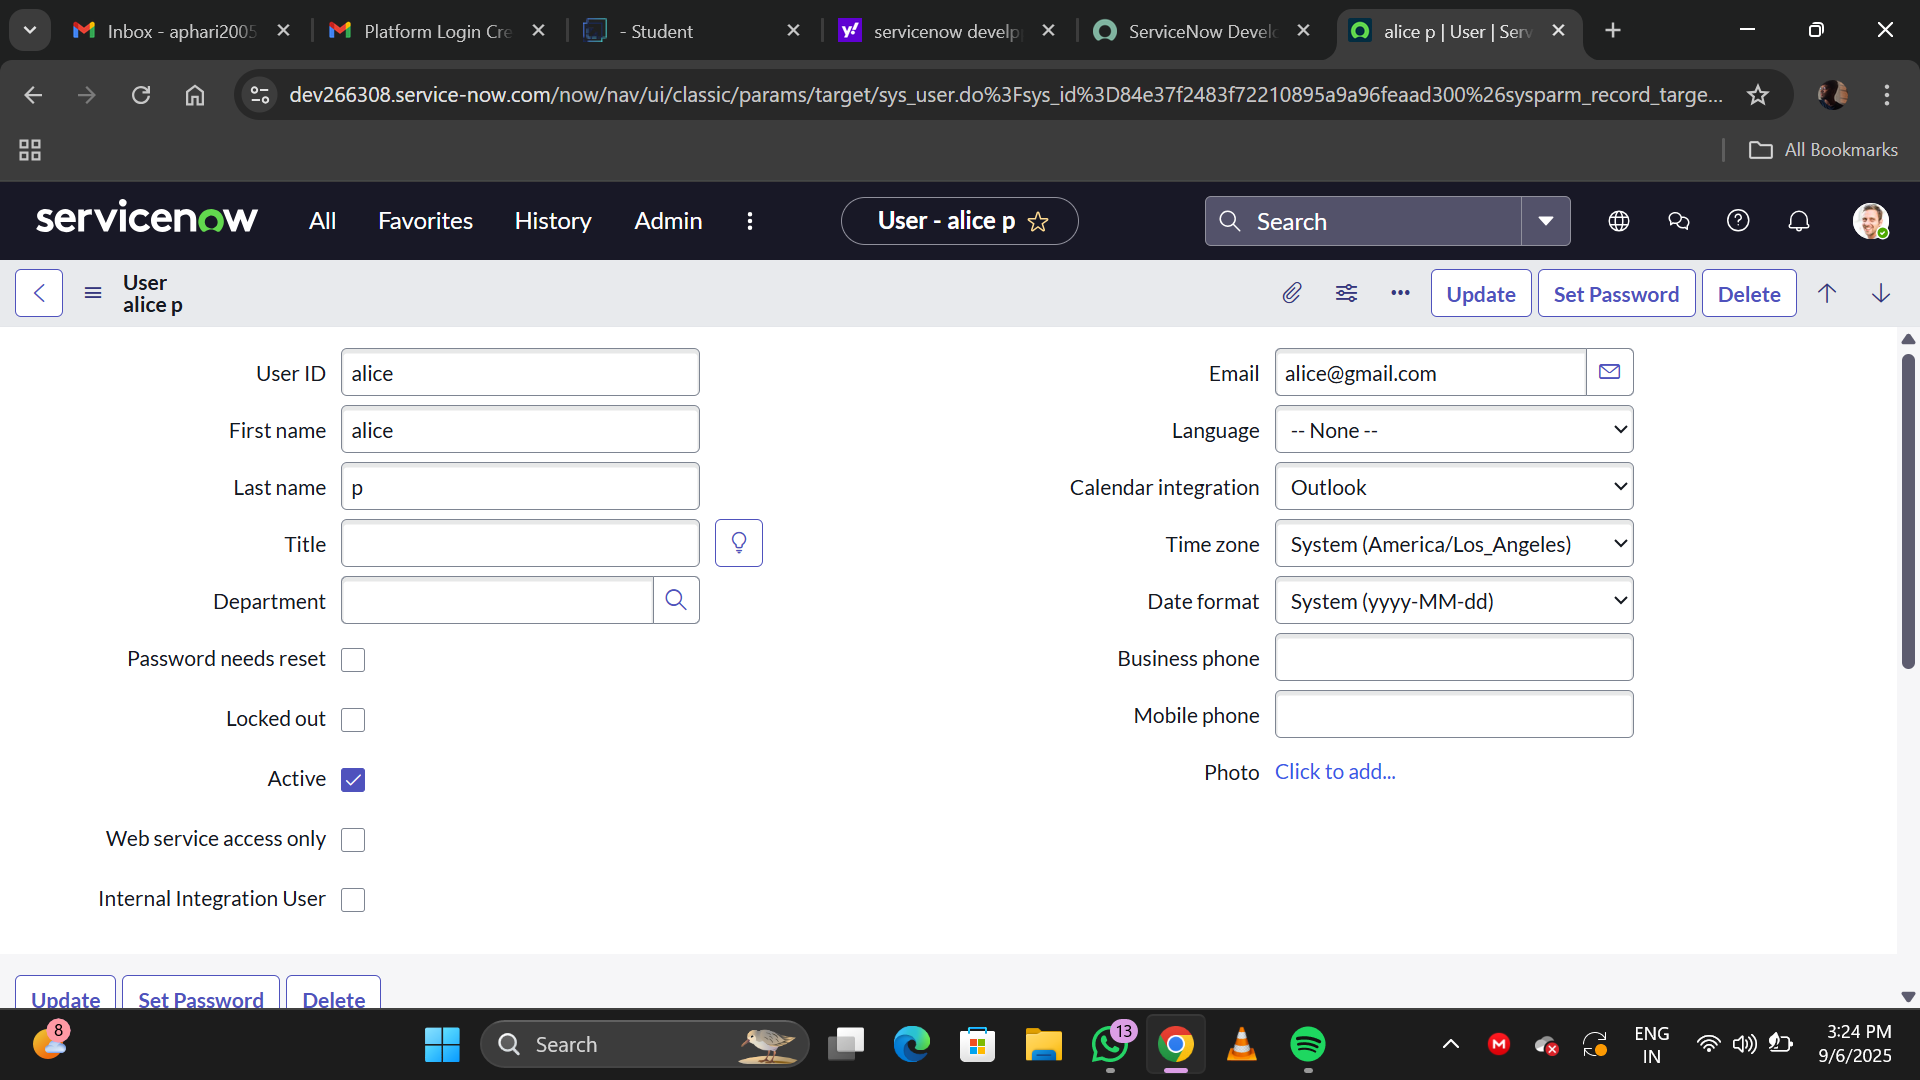 Inbox - aphari2005
Platform Login Cre
- Student
servicenow develp
ServiceNow Develo
alice p | User | Serv
dev266308.service-now.com/now/nav/ui/classic/params/target/sys_user.do%3Fsys_id%3D84e37f2483f72210895a9a96feaad300%26sysparm_record_targe...
All Bookmarks
servicenow
All
Favorites
History
Admin
User - alice p
Search
User
alice p
Update
Set Password
Delete
User ID
alice
First name
alice
Last name
p
Title
Department
Password needs reset
Locked out
Active
Web service access only
Internal Integration User
Email
alice@gmail.com
Language
-- None --
Calendar integration
Outlook
Time zone
System (America/Los_Angeles)
Date format
System (yyyy-MM-dd)
Business phone
Mobile phone
Photo
Click to add...
Update
Set Password
Delete
8
Search
13
M
ENG
IN
3:24 PM
9/6/2025